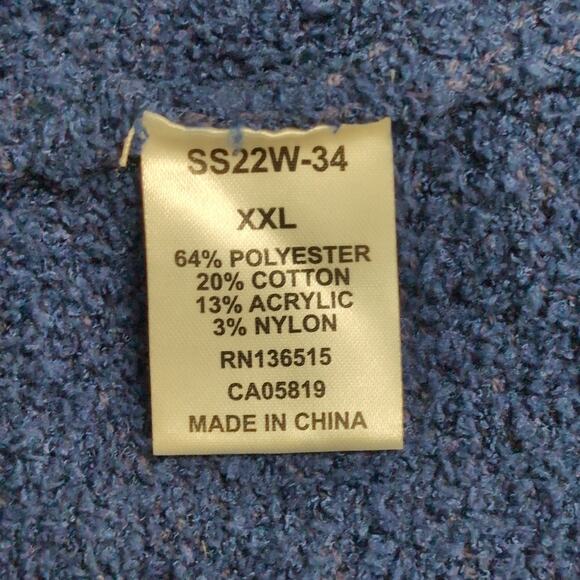 SS22W-34
XXL
64% POLYESTER
20% COTTON
13% ACRYLIC
3% NYLON
RN136515
CA05819
MADE IN CHINA